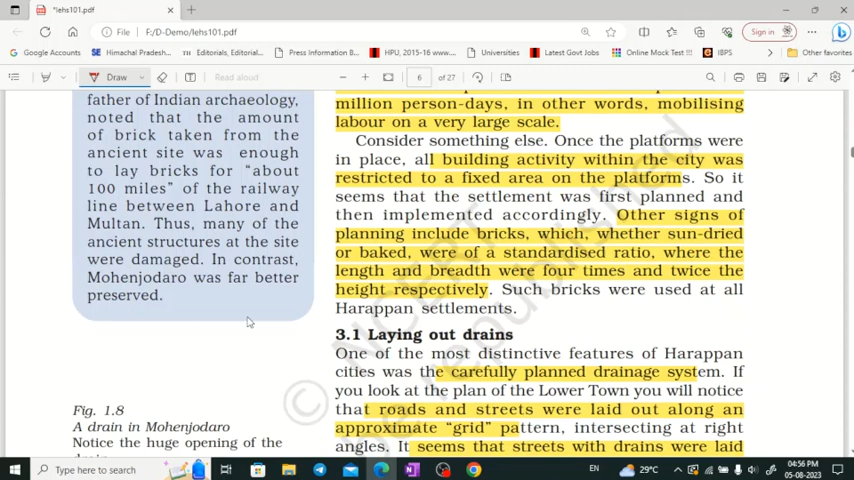 *lehs101.pdf
File | D:/D-Demo/lehs101.pdf
Sign in
Google
SE
Himachal Pradesh...
Editorials, Editorial...
Press Information B...
HPU, 2015-16 www....
Universities
Latest Govt Jobs
Online Mock Test |...
IBPS
Other favorites
Draw
Read aloud
6
of 27
father of Indian archaeology,
noted that the amount
of brick taken from the
ancient site was enough
to lay bricks for “about
100 miles” of the railway
line between Lahore and
Multan. Thus, many of the
ancient structures at the site
were damaged. In contrast,
Mohenjodaro was far better
preserved.
Fig. 1.8
A drain in Mohenjodaro
Notice the huge opening of the
drain.
million person-days, in other words, mobilising
labour on a very large scale.
Consider something else. Once the platforms were
in place, all building activity within the city was
restricted to a fixed area on the platforms. So it
seems that the settlement was first planned and
then implemented accordingly. Other signs of
planning include bricks, which, whether sun-dried
or baked, were of a standardised ratio, where the
length and breadth were four times and twice the
height respectively. Such bricks were used at all
Harappan settlements.
3.1 Laying out drains
One of the most distinctive features of Harappan
cities was the carefully planned drainage system. If
you look at the plan of the Lower Town you will notice
that roads and streets were laid out along an
approximate “grid” pattern, intersecting at right
angles. It seems that streets with drains were laid
© NCERT
be republished
Type here to search
29°C
EN
04:56 PM
05-08-2023